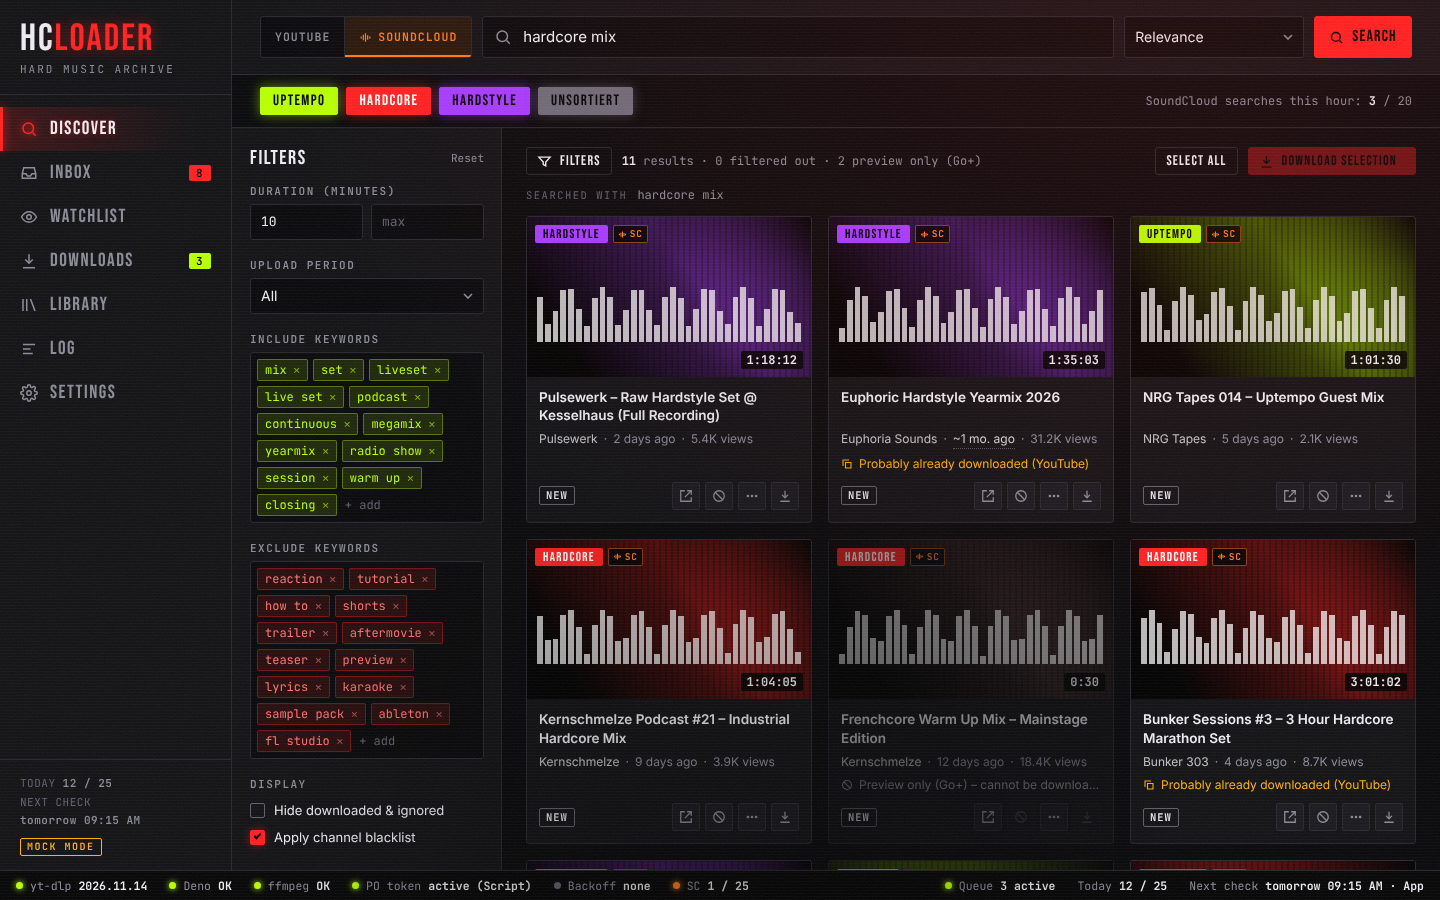 HCLOADER
HARD MUSIC ARCHIVE
DISCOVER
INBOX 8
WATCHLIST
DOWNLOADS 3
LIBRARY
LOG
SETTINGS
TODAY 12 / 25
NEXT CHECK
tomorrow 09:15 AM
MOCK MODE
YOUTUBE SOUNDCLOUD hardcore mix Relevance SEARCH
UPTEMPO HARDCORE HARDSTYLE UNSORTIERT SoundCloud searches this hour: 3 / 20
FILTERS Reset
DURATION (MINUTES)
10 max
UPLOAD PERIOD
All
INCLUDE KEYWORDS
mix × set × liveset ×
live set × podcast ×
continuous × megamix ×
yearmix × radio show ×
session × warm up ×
closing × + add
EXCLUDE KEYWORDS
reaction × tutorial ×
how to × shorts ×
trailer × aftermovie ×
teaser × preview ×
lyrics × karaoke ×
sample pack × ableton ×
fl studio × + add
DISPLAY
Hide downloaded & ignored
Apply channel blacklist
FILTERS 11 results · 0 filtered out · 2 preview only (Go+) SELECT ALL DOWNLOAD SELECTION
SEARCHED WITH hardcore mix
HARDSTYLE SC
1:18:12
Pulsewerk – Raw Hardstyle Set @
Kesselhaus (Full Recording)
Pulsewerk · 2 days ago · 5.4K views
NEW
HARDSTYLE SC
1:35:03
Euphoric Hardstyle Yearmix 2026
Euphoria Sounds · ~1 mo. ago · 31.2K views
Probably already downloaded (YouTube)
NEW
UPTEMPO SC
1:01:30
NRG Tapes 014 – Uptempo Guest Mix
NRG Tapes · 5 days ago · 2.1K views
NEW
HARDCORE SC
1:04:05
Kernschmelze Podcast #21 – Industrial
Hardcore Mix
Kernschmelze · 9 days ago · 3.9K views
NEW
HARDCORE SC
0:30
Frenchcore Warm Up Mix – Mainstage
Edition
Kernschmelze · 12 days ago · 18.4K views
Preview only (Go+) – cannot be downloa...
NEW
HARDCORE SC
3:01:02
Bunker Sessions #3 – 3 Hour Hardcore
Marathon Set
Bunker 303 · 4 days ago · 8.7K views
Probably already downloaded (YouTube)
NEW
yt-dlp 2026.11.14 Deno OK ffmpeg OK PO token active (Script) Backoff none SC 1 / 25 Queue 3 active Today 12 / 25 Next check tomorrow 09:15 AM · App